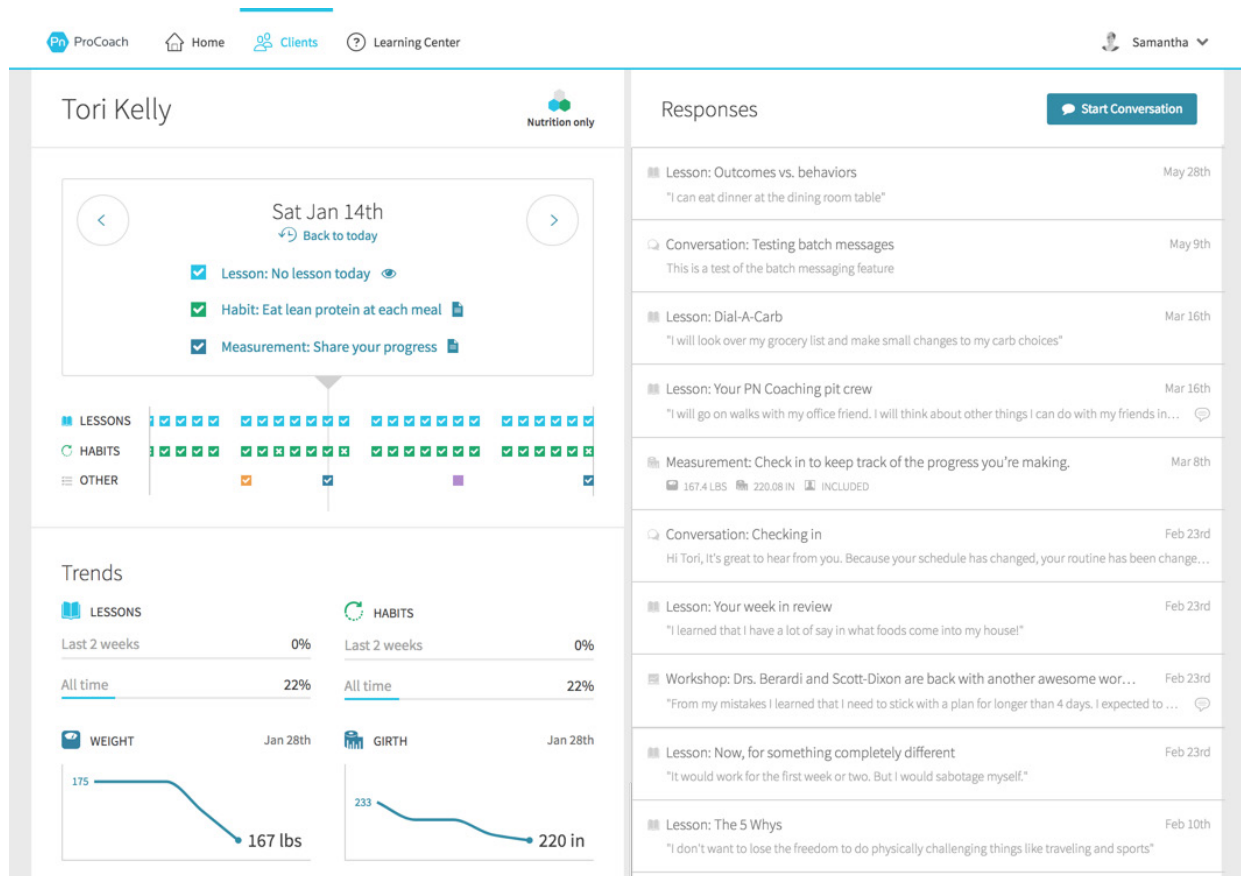 Pn ProCoach Home Clients ? Learning Center Samantha
Tori Kelly
Nutrition only
Sat Jan 14th
Back to today
Lesson: No lesson today
Habit: Eat lean protein at each meal
Measurement: Share your progress
LESSONS
HABITS
OTHER
Trends
LESSONS
Last 2 weeks 0%
All time 22%
HABITS
Last 2 weeks 0%
All time 22%
WEIGHT Jan 28th
175
167 lbs
GIRTH Jan 28th
233
220 in
Responses
Start Conversation
Lesson: Outcomes vs. behaviors May 28th
"I can eat dinner at the dining room table"
Conversation: Testing batch messages May 9th
This is a test of the batch messaging feature
Lesson: Dial-A-Carb Mar 16th
"I will look over my grocery list and make small changes to my carb choices"
Lesson: Your PN Coaching pit crew Mar 16th
"I will go on walks with my office friend. I will think about other things I can do with my friends in...
Measurement: Check in to keep track of the progress you're making. Mar 8th
167.4 LBS 220.08 IN INCLUDED
Conversation: Checking in Feb 23rd
Hi Tori, It's great to hear from you. Because your schedule has changed, your routine has been change...
Lesson: Your week in review Feb 23rd
"I learned that I have a lot of say in what foods come into my house!"
Workshop: Drs. Berardi and Scott-Dixon are back with another awesome wor... Feb 23rd
"From my mistakes I learned that I need to stick with a plan for longer than 4 days. I expected to ...
Lesson: Now, for something completely different Feb 23rd
"It would work for the first week or two. But I would sabotage myself."
Lesson: The 5 Whys Feb 10th
"I don't want to lose the freedom to do physically challenging things like traveling and sports"